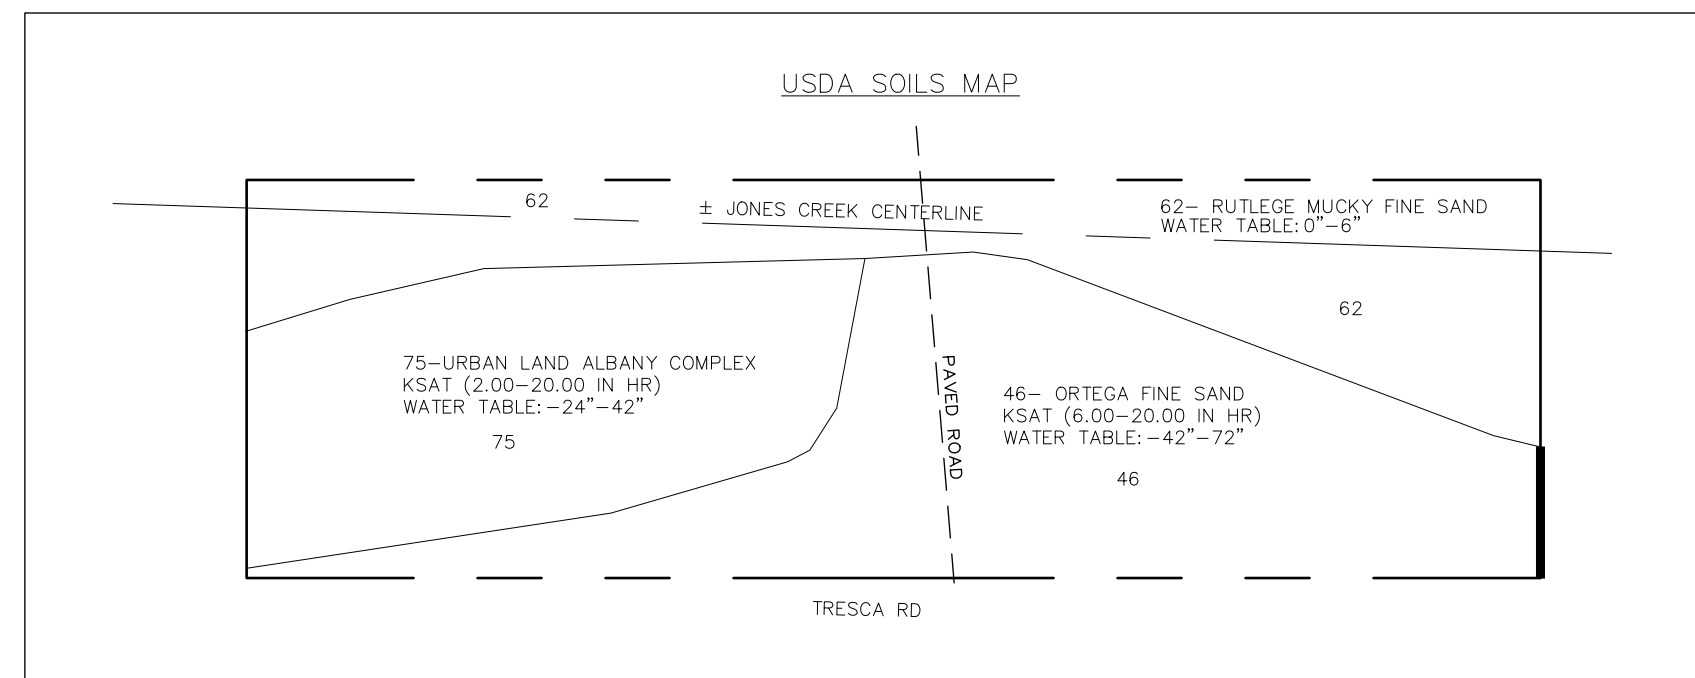 USDA SOILS MAP
62
± JONES CREEK CENTERLINE
62– RUTLEGE MUCKY FINE SAND
WATER TABLE: 0"–6"
62
75–URBAN LAND ALBANY COMPLEX
KSAT (2.00–20.00 IN HR)
WATER TABLE: –24"–42"
75
PAVED ROAD
46– ORTEGA FINE SAND
KSAT (6.00–20.00 IN HR)
WATER TABLE: –42"–72"
46
TRESCA RD